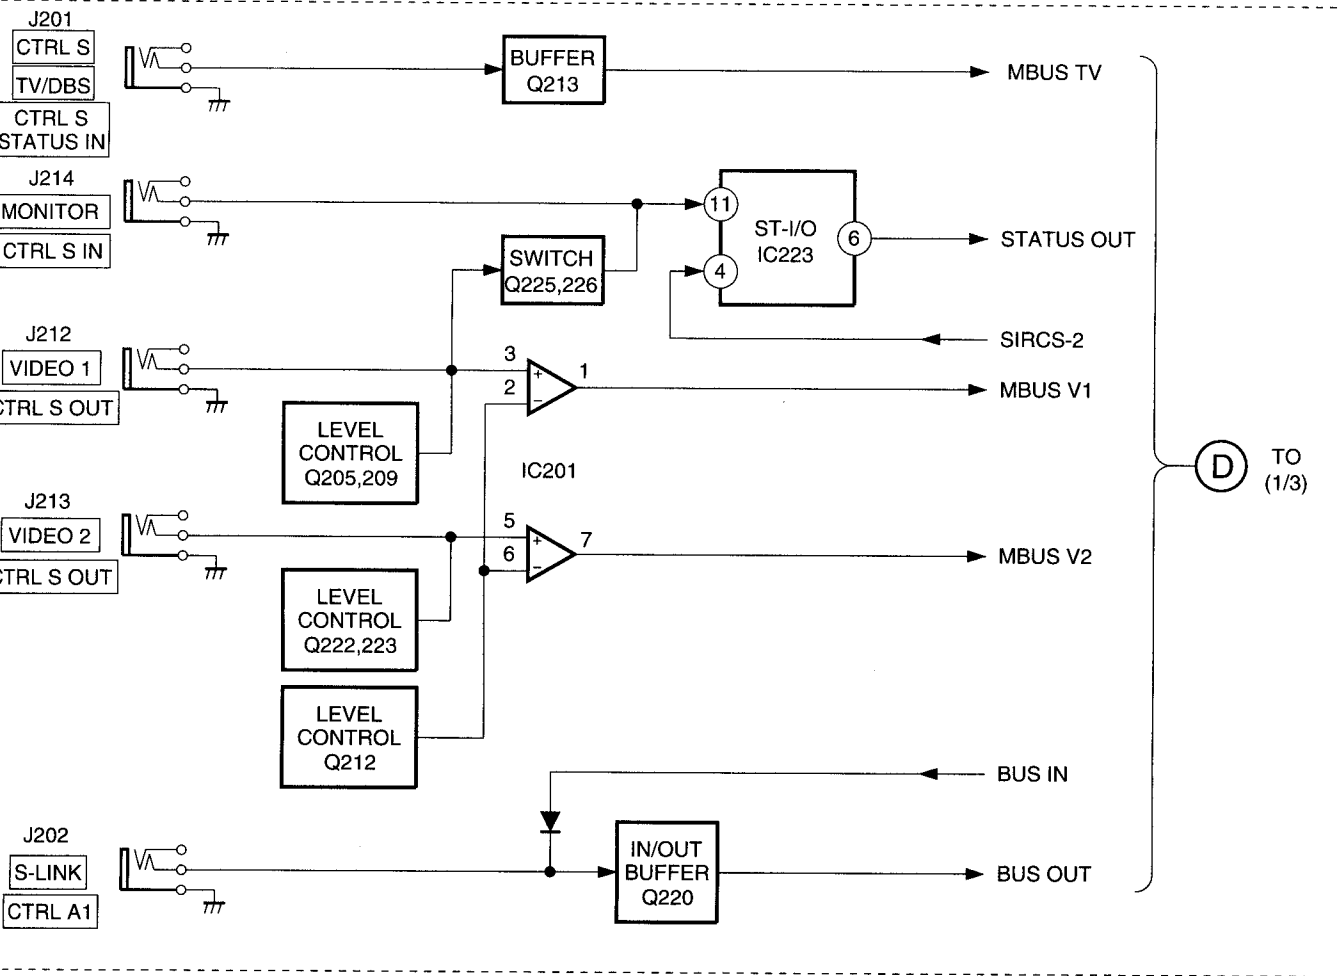 J201
CTRL S
TV/DBS
CTRL S
STATUS IN
BUFFER
Q213
MBUS TV
J214
MONITOR
CTRL S IN
SWITCH
Q225,226
11
4
ST-I/O
IC223
6
STATUS OUT
SIRCS-2
J212
VIDEO 1
CTRL S OUT
3
2
+
−
1
MBUS V1
LEVEL
CONTROL
Q205,209
IC201
D
TO
(1/3)
J213
VIDEO 2
CTRL S OUT
5
6
+
−
7
MBUS V2
LEVEL
CONTROL
Q222,223
LEVEL
CONTROL
Q212
BUS IN
J202
S-LINK
CTRL A1
IN/OUT
BUFFER
Q220
BUS OUT